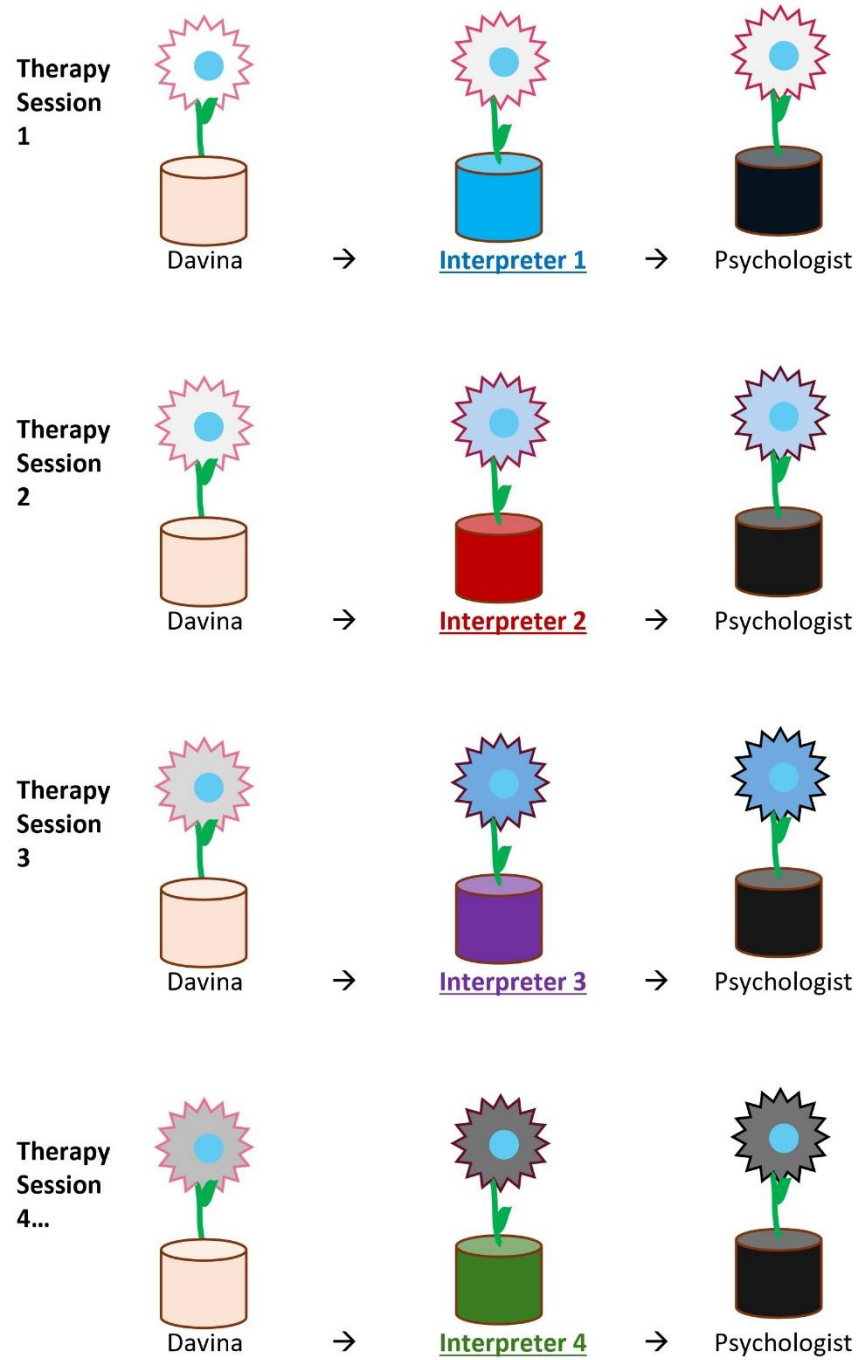 Therapy
Session
1
Davina → Interpreter 1 → Psychologist
Therapy
Session
2
Davina → Interpreter 2 → Psychologist
Therapy
Session
3
Davina → Interpreter 3 → Psychologist
Therapy
Session
4...
Davina → Interpreter 4 → Psychologist